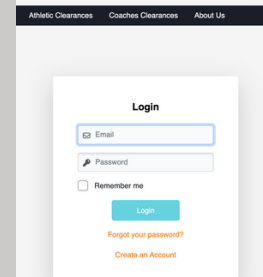 Athletic Clearances Coaches Clearances About Us
Login
Email
Password
Remember me
Login
Forgot your password?
Create an Account